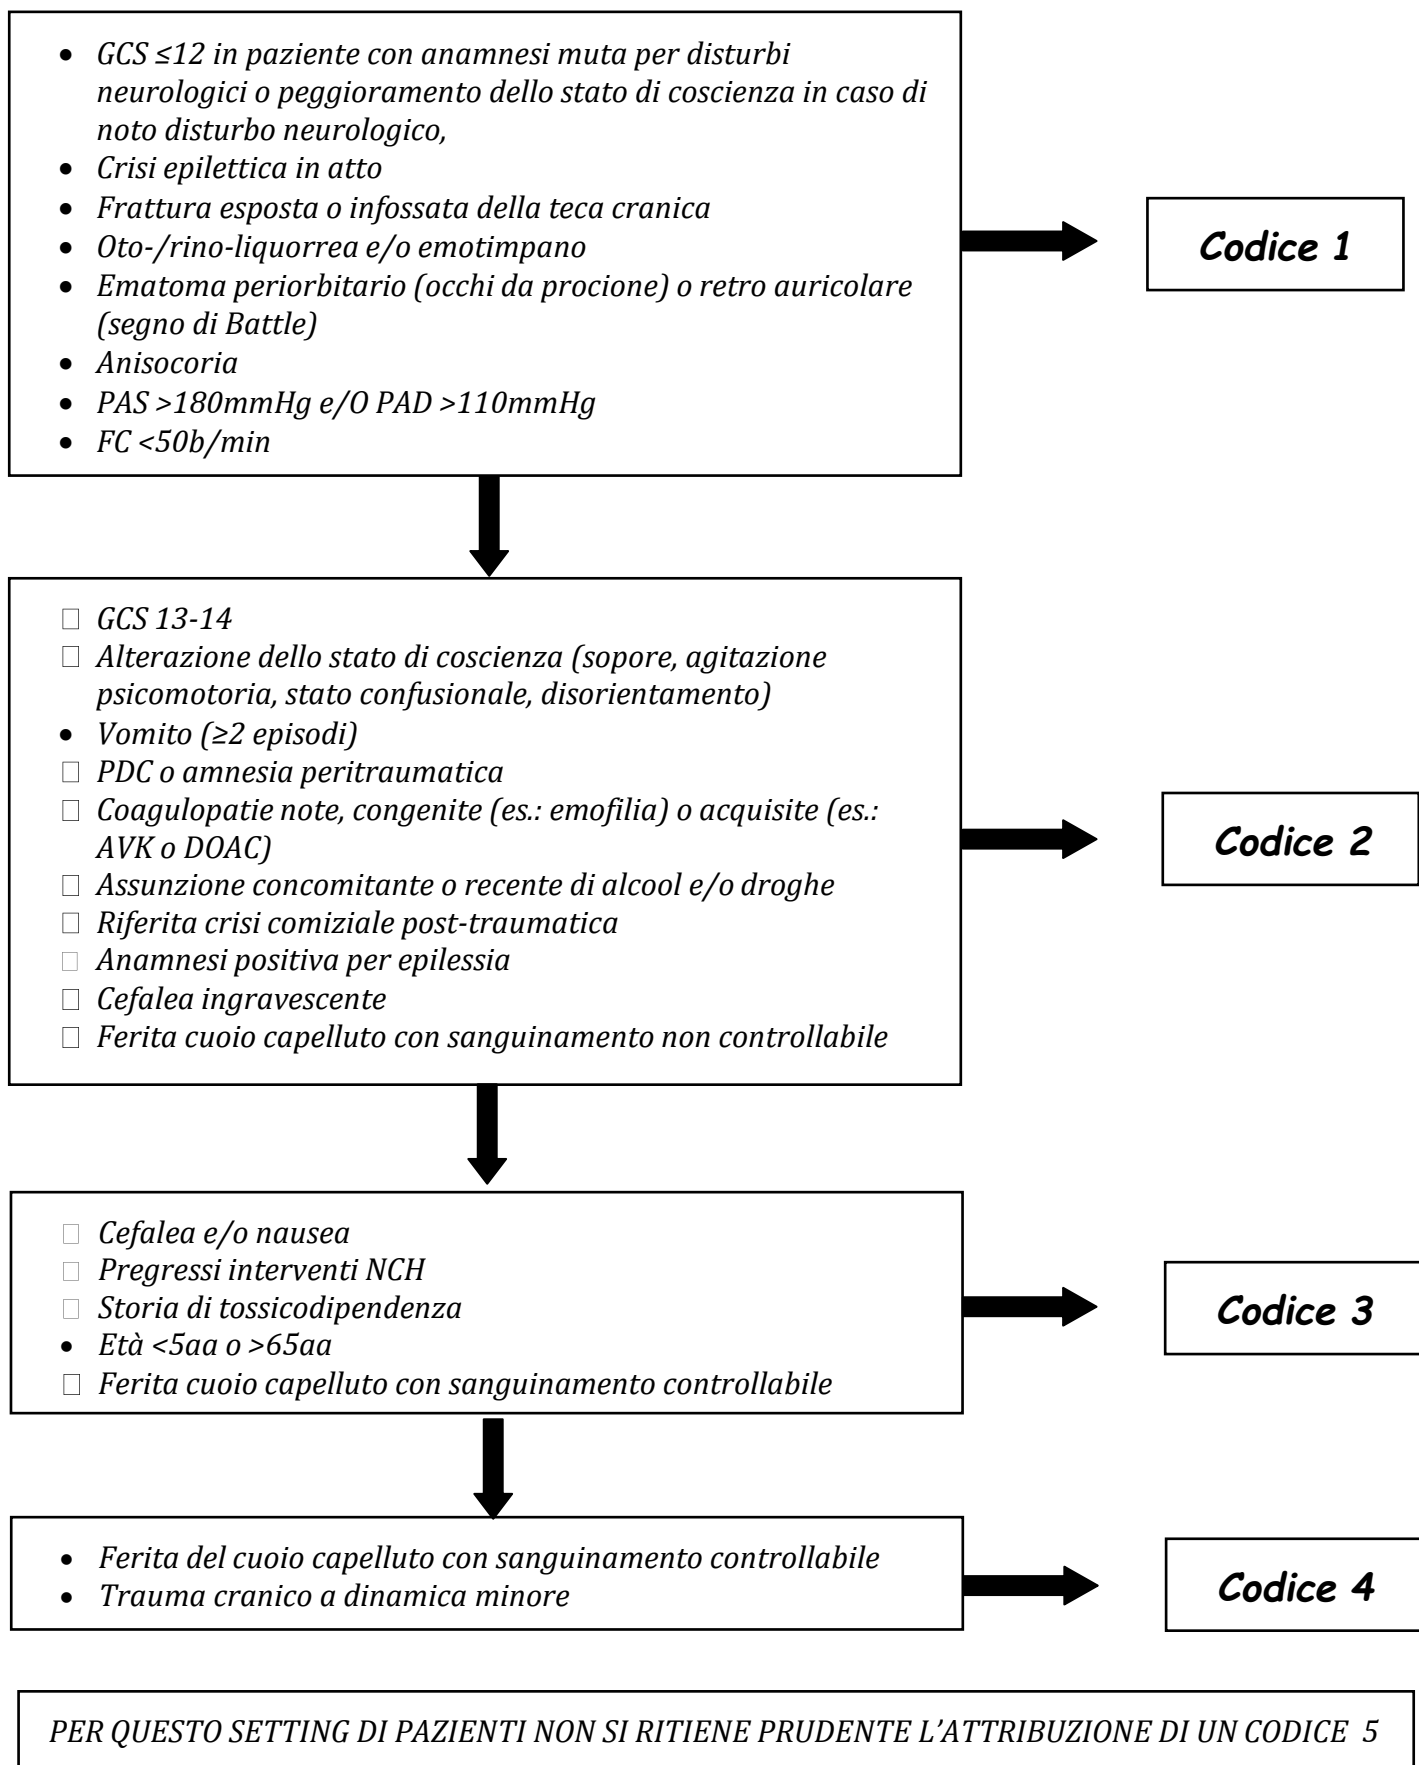 • GCS ≤12 in paziente con anamnesi muta per disturbi
neurologici o peggioramento dello stato di coscienza in caso di
noto disturbo neurologico,
• Crisi epilettica in atto
• Frattura esposta o infossata della teca cranica
• Oto-/rino-liquorrea e/o emotimpano
• Ematoma periorbitario (occhi da procione) o retro auricolare
(segno di Battle)
• Anisocoria
• PAS >180mmHg e/O PAD >110mmHg
• FC <50b/min
Codice 1
□ GCS 13-14
□ Alterazione dello stato di coscienza (sopore, agitazione
psicomotoria, stato confusionale, disorientamento)
• Vomito (≥2 episodi)
□ PDC o amnesia peritraumatica
□ Coagulopatie note, congenite (es.: emofilia) o acquisite (es.:
AVK o DOAC)
□ Assunzione concomitante o recente di alcool e/o droghe
□ Riferita crisi comiziale post-traumatica
□ Anamnesi positiva per epilessia
□ Cefalea ingravescente
□ Ferita cuoio capelluto con sanguinamento non controllabile
Codice 2
□ Cefalea e/o nausea
□ Pregressi interventi NCH
□ Storia di tossicodipendenza
• Età <5aa o >65aa
□ Ferita cuoio capelluto con sanguinamento controllabile
Codice 3
• Ferita del cuoio capelluto con sanguinamento controllabile
• Trauma cranico a dinamica minore
Codice 4
PER QUESTO SETTING DI PAZIENTI NON SI RITIENE PRUDENTE L'ATTRIBUZIONE DI UN CODICE 5